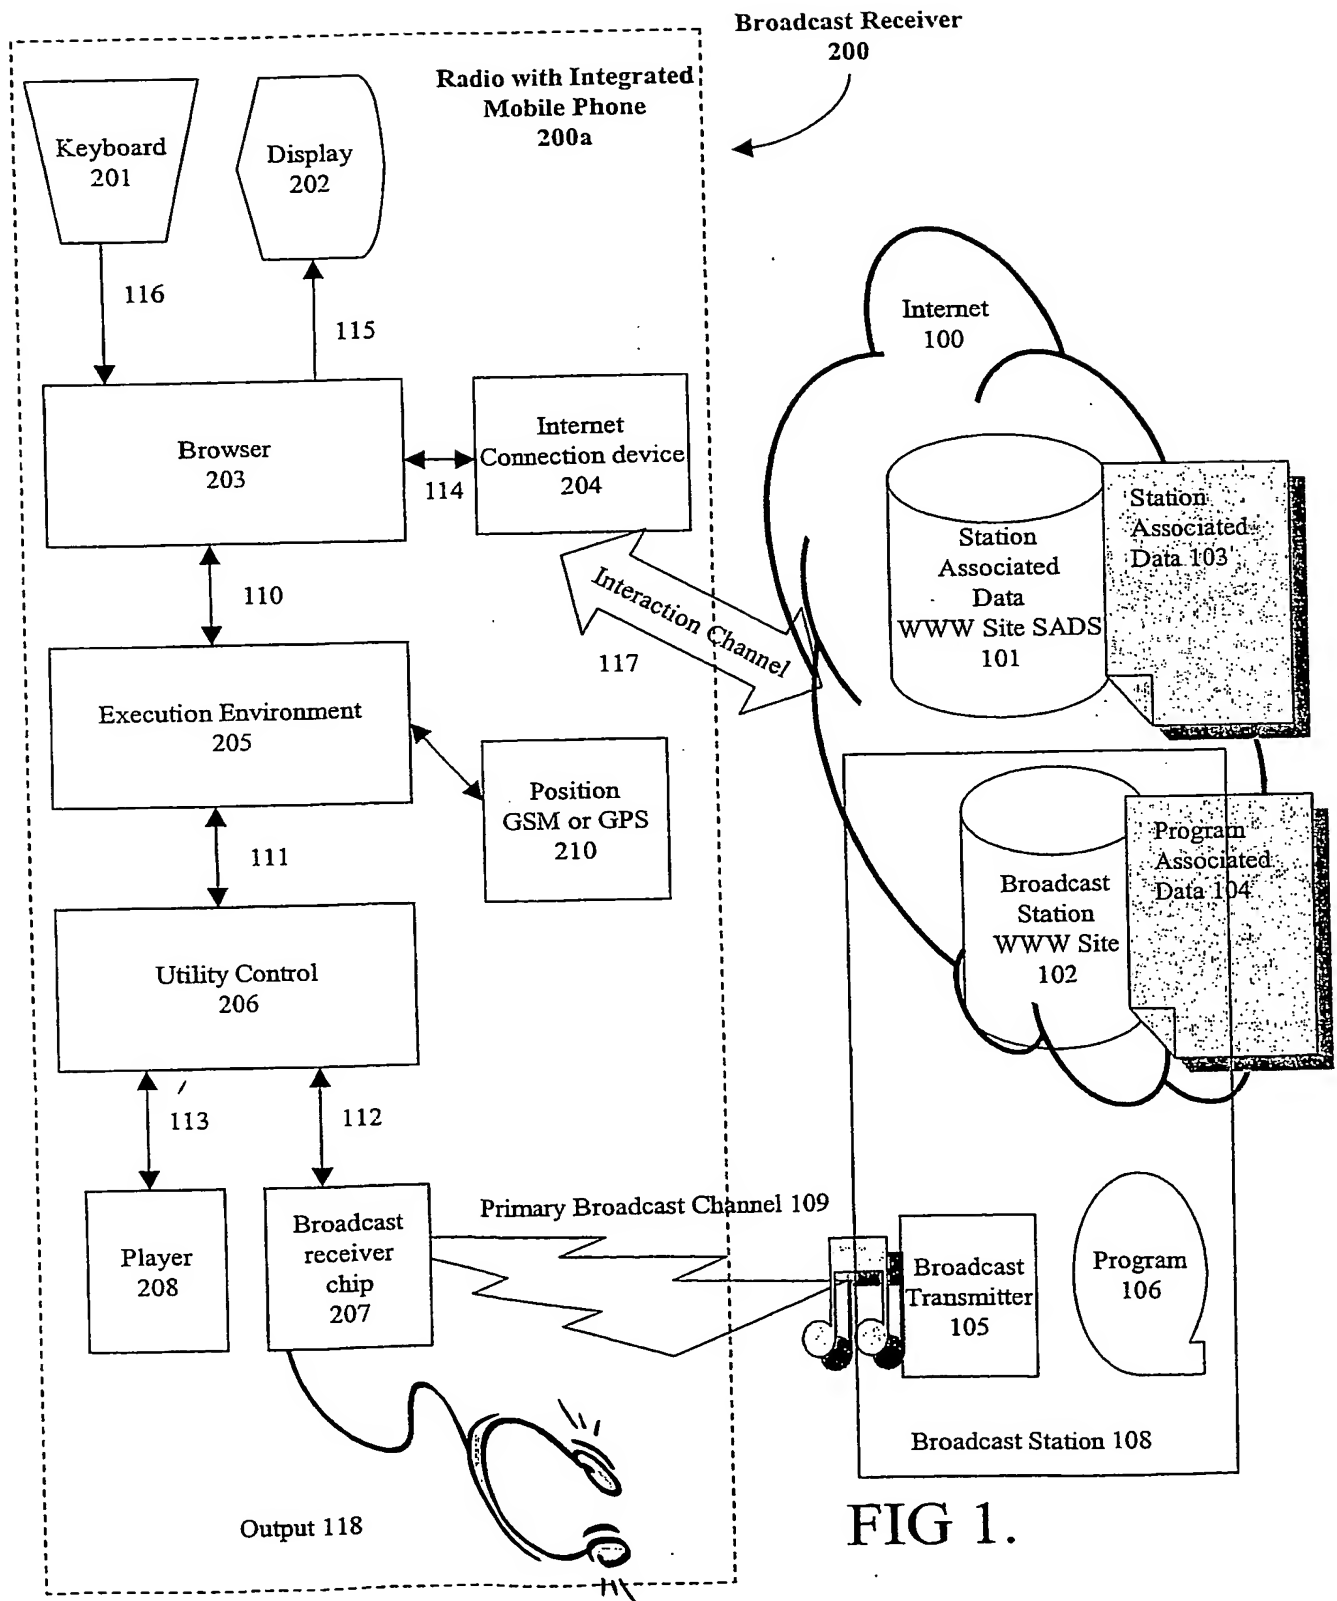 Broadcast Receiver
200
Radio with Integrated
Mobile Phone
200a
Keyboard
201
Display
202
116
115
Internet
100
Browser
203
114
Internet
Connection device
204
Station
Associated
Data
WWW Site SADS
101
Station
Associated
Data 103
110
Interaction Channel
117
Execution Environment
205
Position
GSM or GPS
210
111
Broadcast
Station
WWW Site
102
Program
Associated
Data 104
Utility Control
206
113
112
Player
208
Broadcast
receiver
chip
207
Primary Broadcast Channel 109
Broadcast
Transmitter
105
Program
106
Broadcast Station 108
Output 118
FIG 1.